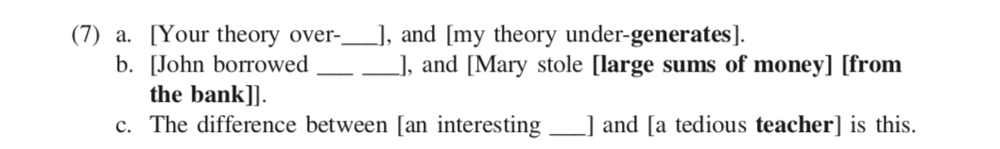 (7) a. [Your theory over-___], and [my theory under-generates].
b. [John borrowed ___ ___], and [Mary stole [large sums of money] [from
the bank]].
c. The difference between [an interesting ___] and [a tedious teacher] is this.